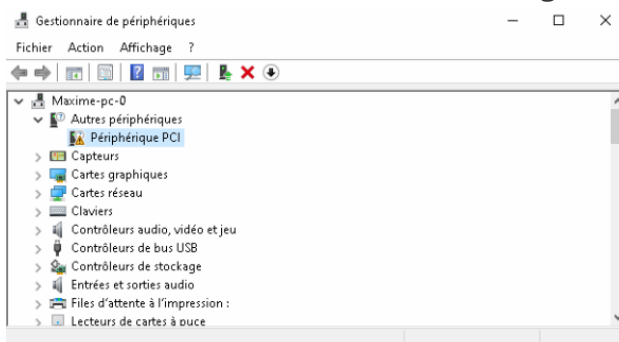 Gestionnaire de périphériques
Fichier Action Affichage ?
Maxime-pc-0
Autres périphériques
Périphérique PCI
Capteurs
Cartes graphiques
Cartes réseau
Claviers
Contrôleurs audio, vidéo et jeu
Contrôleurs de bus USB
Contrôleurs de stockage
Entrées et sorties audio
Files d'attente à l'impression :
Lecteurs de cartes à puce